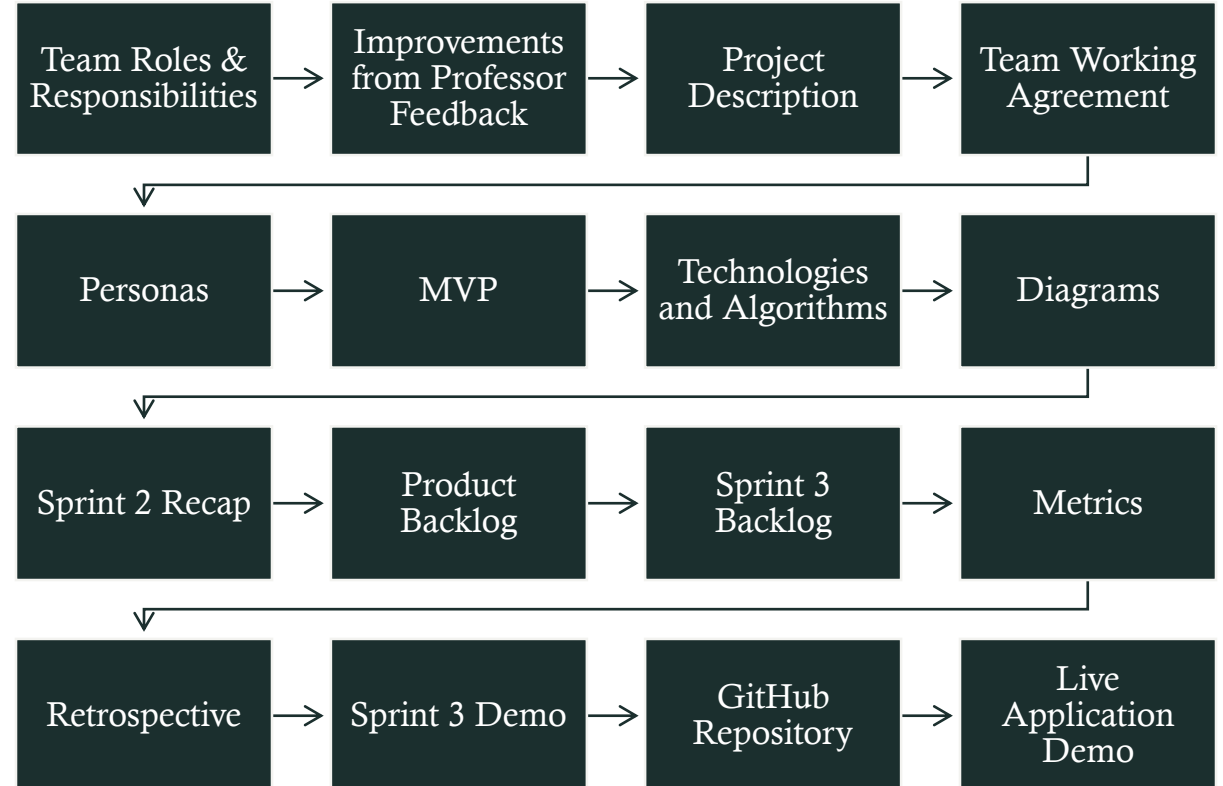 Team Roles &
Responsibilities
Improvements
from Professor
Feedback
Project
Description
Team Working
Agreement
Personas
MVP
Technologies
and Algorithms
Diagrams
Sprint 2 Recap
Product
Backlog
Sprint 3
Backlog
Metrics
Retrospective
Sprint 3 Demo
GitHub
Repository
Live
Application
Demo